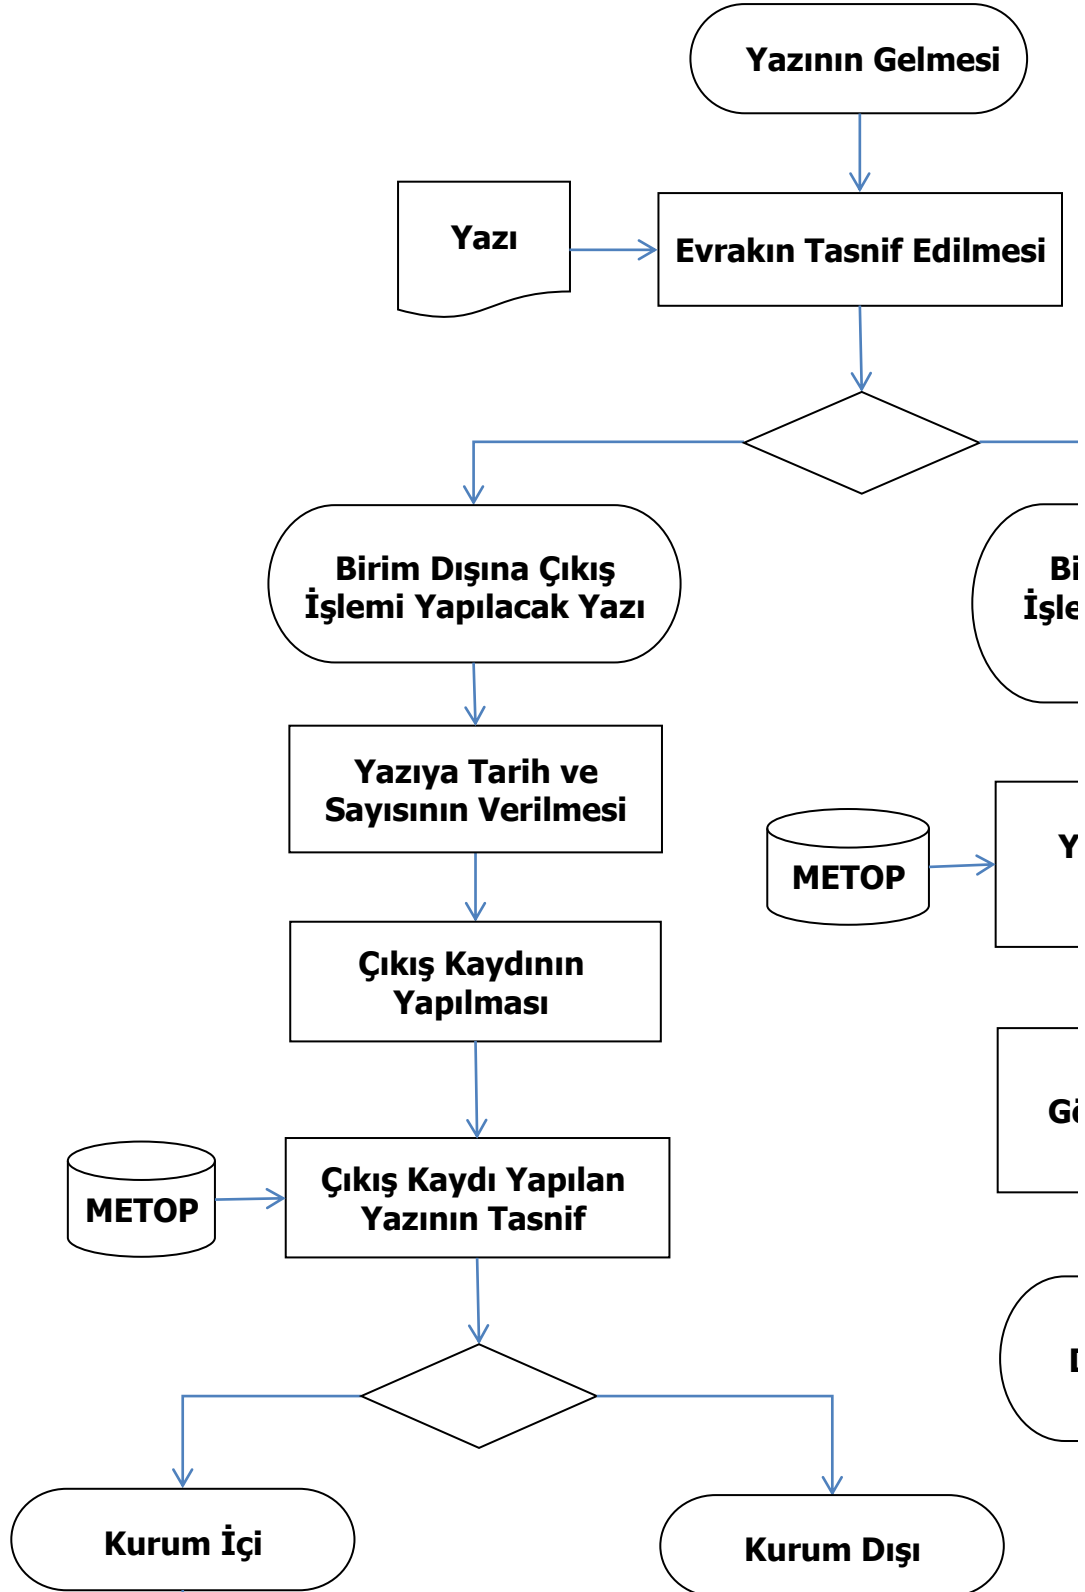 Yazının Gelmesi
Yazı
Evrakın Tasnif Edilmesi
Birim Dışına Çıkış
İşlemi Yapılacak Yazı
Yazıya Tarih ve
Sayısının Verilmesi
METOP
Çıkış Kaydının
Yapılması
METOP
Çıkış Kaydı Yapılan
Yazının Tasnif
Kurum İçi
Kurum Dışı